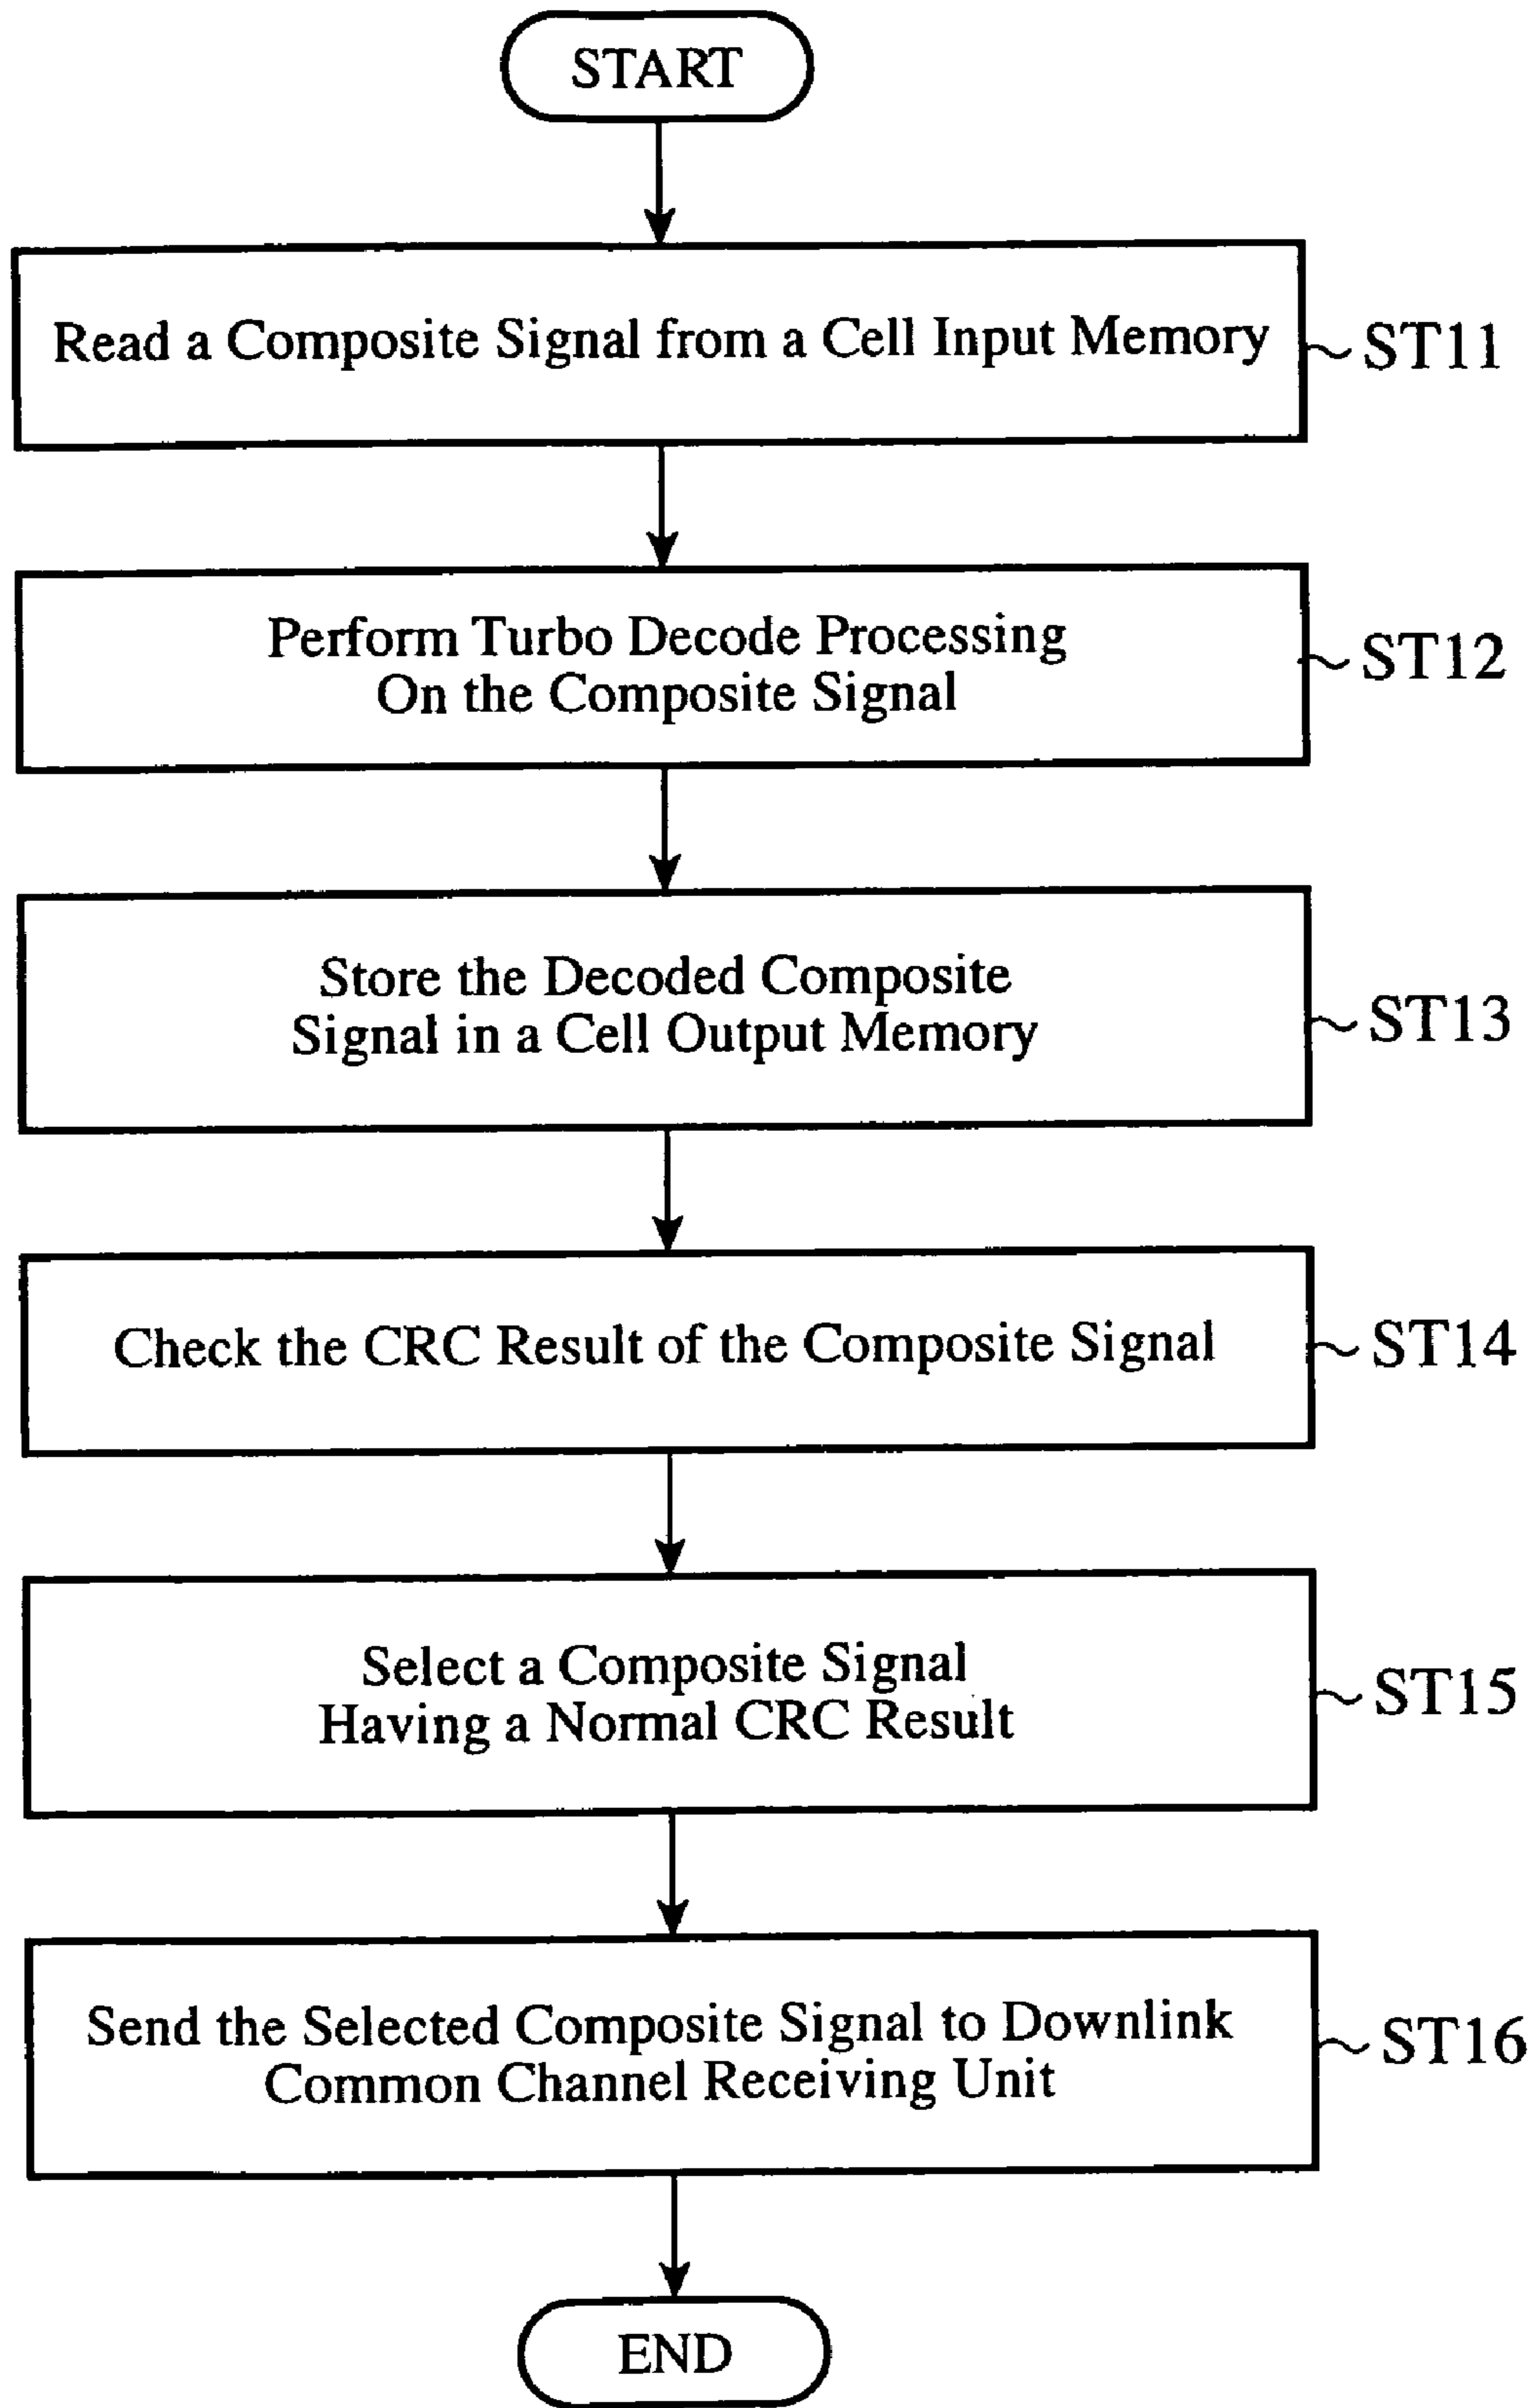 START
Read a Composite Signal from a Cell Input Memory
ST11
Perform Turbo Decode Processing
On the Composite Signal
ST12
Store the Decoded Composite
Signal in a Cell Output Memory
ST13
Check the CRC Result of the Composite Signal
ST14
Select a Composite Signal
Having a Normal CRC Result
ST15
Send the Selected Composite Signal to Downlink
Common Channel Receiving Unit
ST16
END